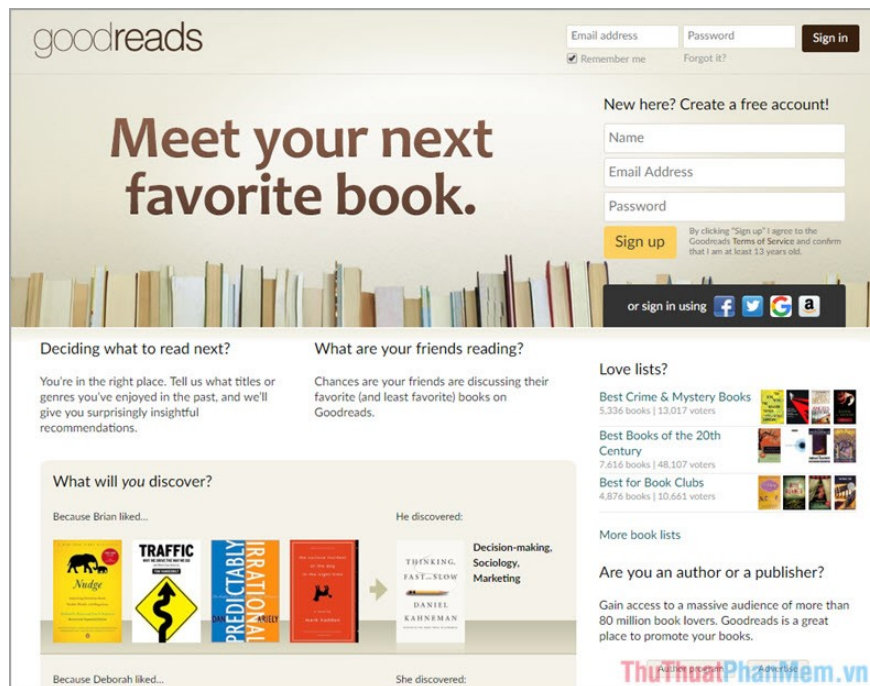 goodreads
Email address
Password
Sign in
Remember me
Forgot it?
Meet your next
favorite book.
New here? Create a free account!
Name
Email Address
Password
Sign up
By clicking "Sign up" I agree to the
Goodreads Terms of Service and confirm
that I am at least 13 years old.
or sign in using
Deciding what to read next?
You're in the right place. Tell us what titles or
genres you've enjoyed in the past, and we'll
give you surprisingly insightful
recommendations.
What are your friends reading?
Chances are your friends are discussing their
favorite (and least favorite) books on
Goodreads.
Love lists?
Best Crime & Mystery Books
5,336 books | 13,017 voters
Best Books of the 20th
Century
7,616 books | 48,107 voters
Best for Book Clubs
4,876 books | 10,661 voters
More book lists
What will you discover?
Because Brian liked...
He discovered:
Nudge
TRAFFIC
PREDICTABLY
IRRATIONAL
mark haddon
THINKING,
FAST AND SLOW
DANIEL
KAHNEMAN
Decision-making,
Sociology,
Marketing
Are you an author or a publisher?
Gain access to a massive audience of more than
80 million book lovers. Goodreads is a great
place to promote your books.
Author program
Advertise
ThuThuatPhanMem.vn
Because Deborah liked...
She discovered: